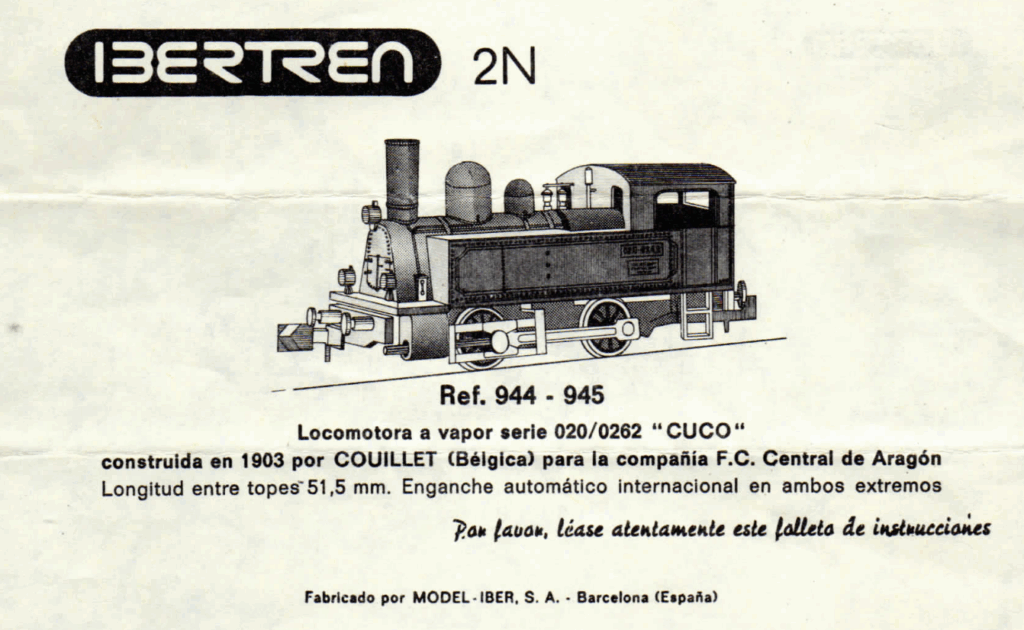 IBERTREN 2N
Ref. 944 - 945
Locomotora a vapor serie 020/0262 "CUCO"
construida en 1903 por COUILLET (Bélgica) para la compañía F.C. Central de Aragón
Longitud entre topes 51,5 mm. Enganche automático internacional en ambos extremos
Por favor, léase atentamente este folleto de instrucciones
Fabricado por MODEL-IBER, S. A. - Barcelona (España)